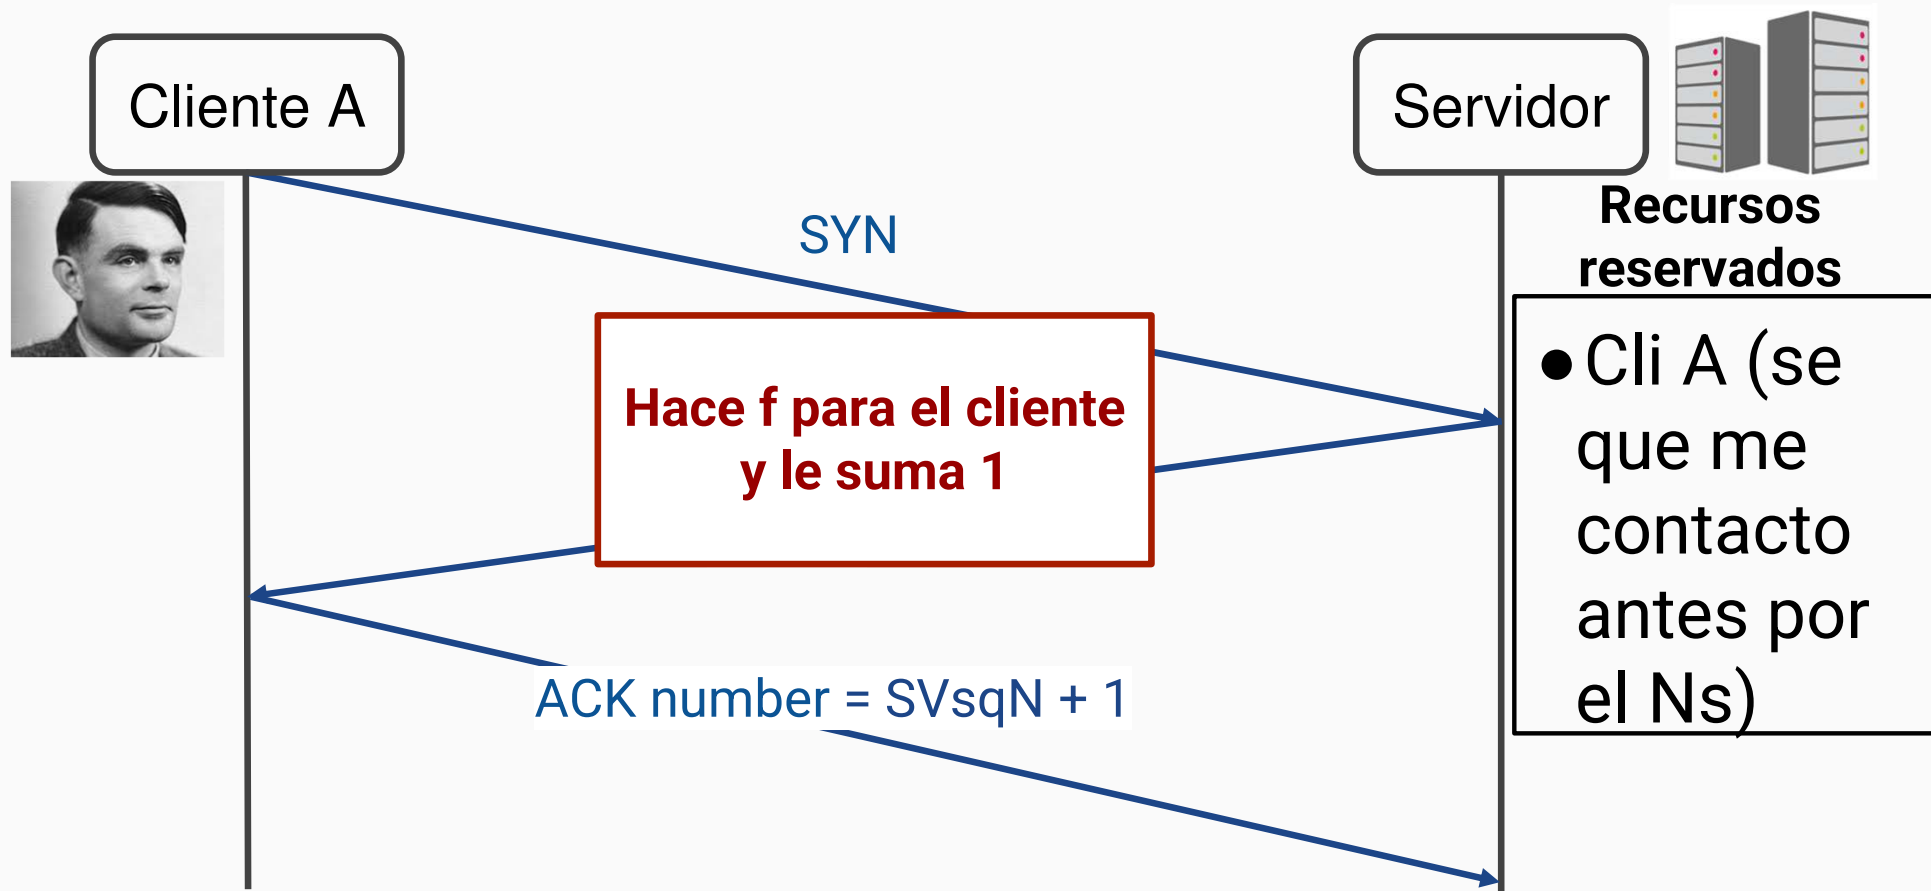 Cliente A
Servidor
SYN
Recursos
reservados
Hace f para el cliente
y le suma 1
● Cli A (se
que me
contacto
antes por
el Ns)
ACK number = SVsqN + 1